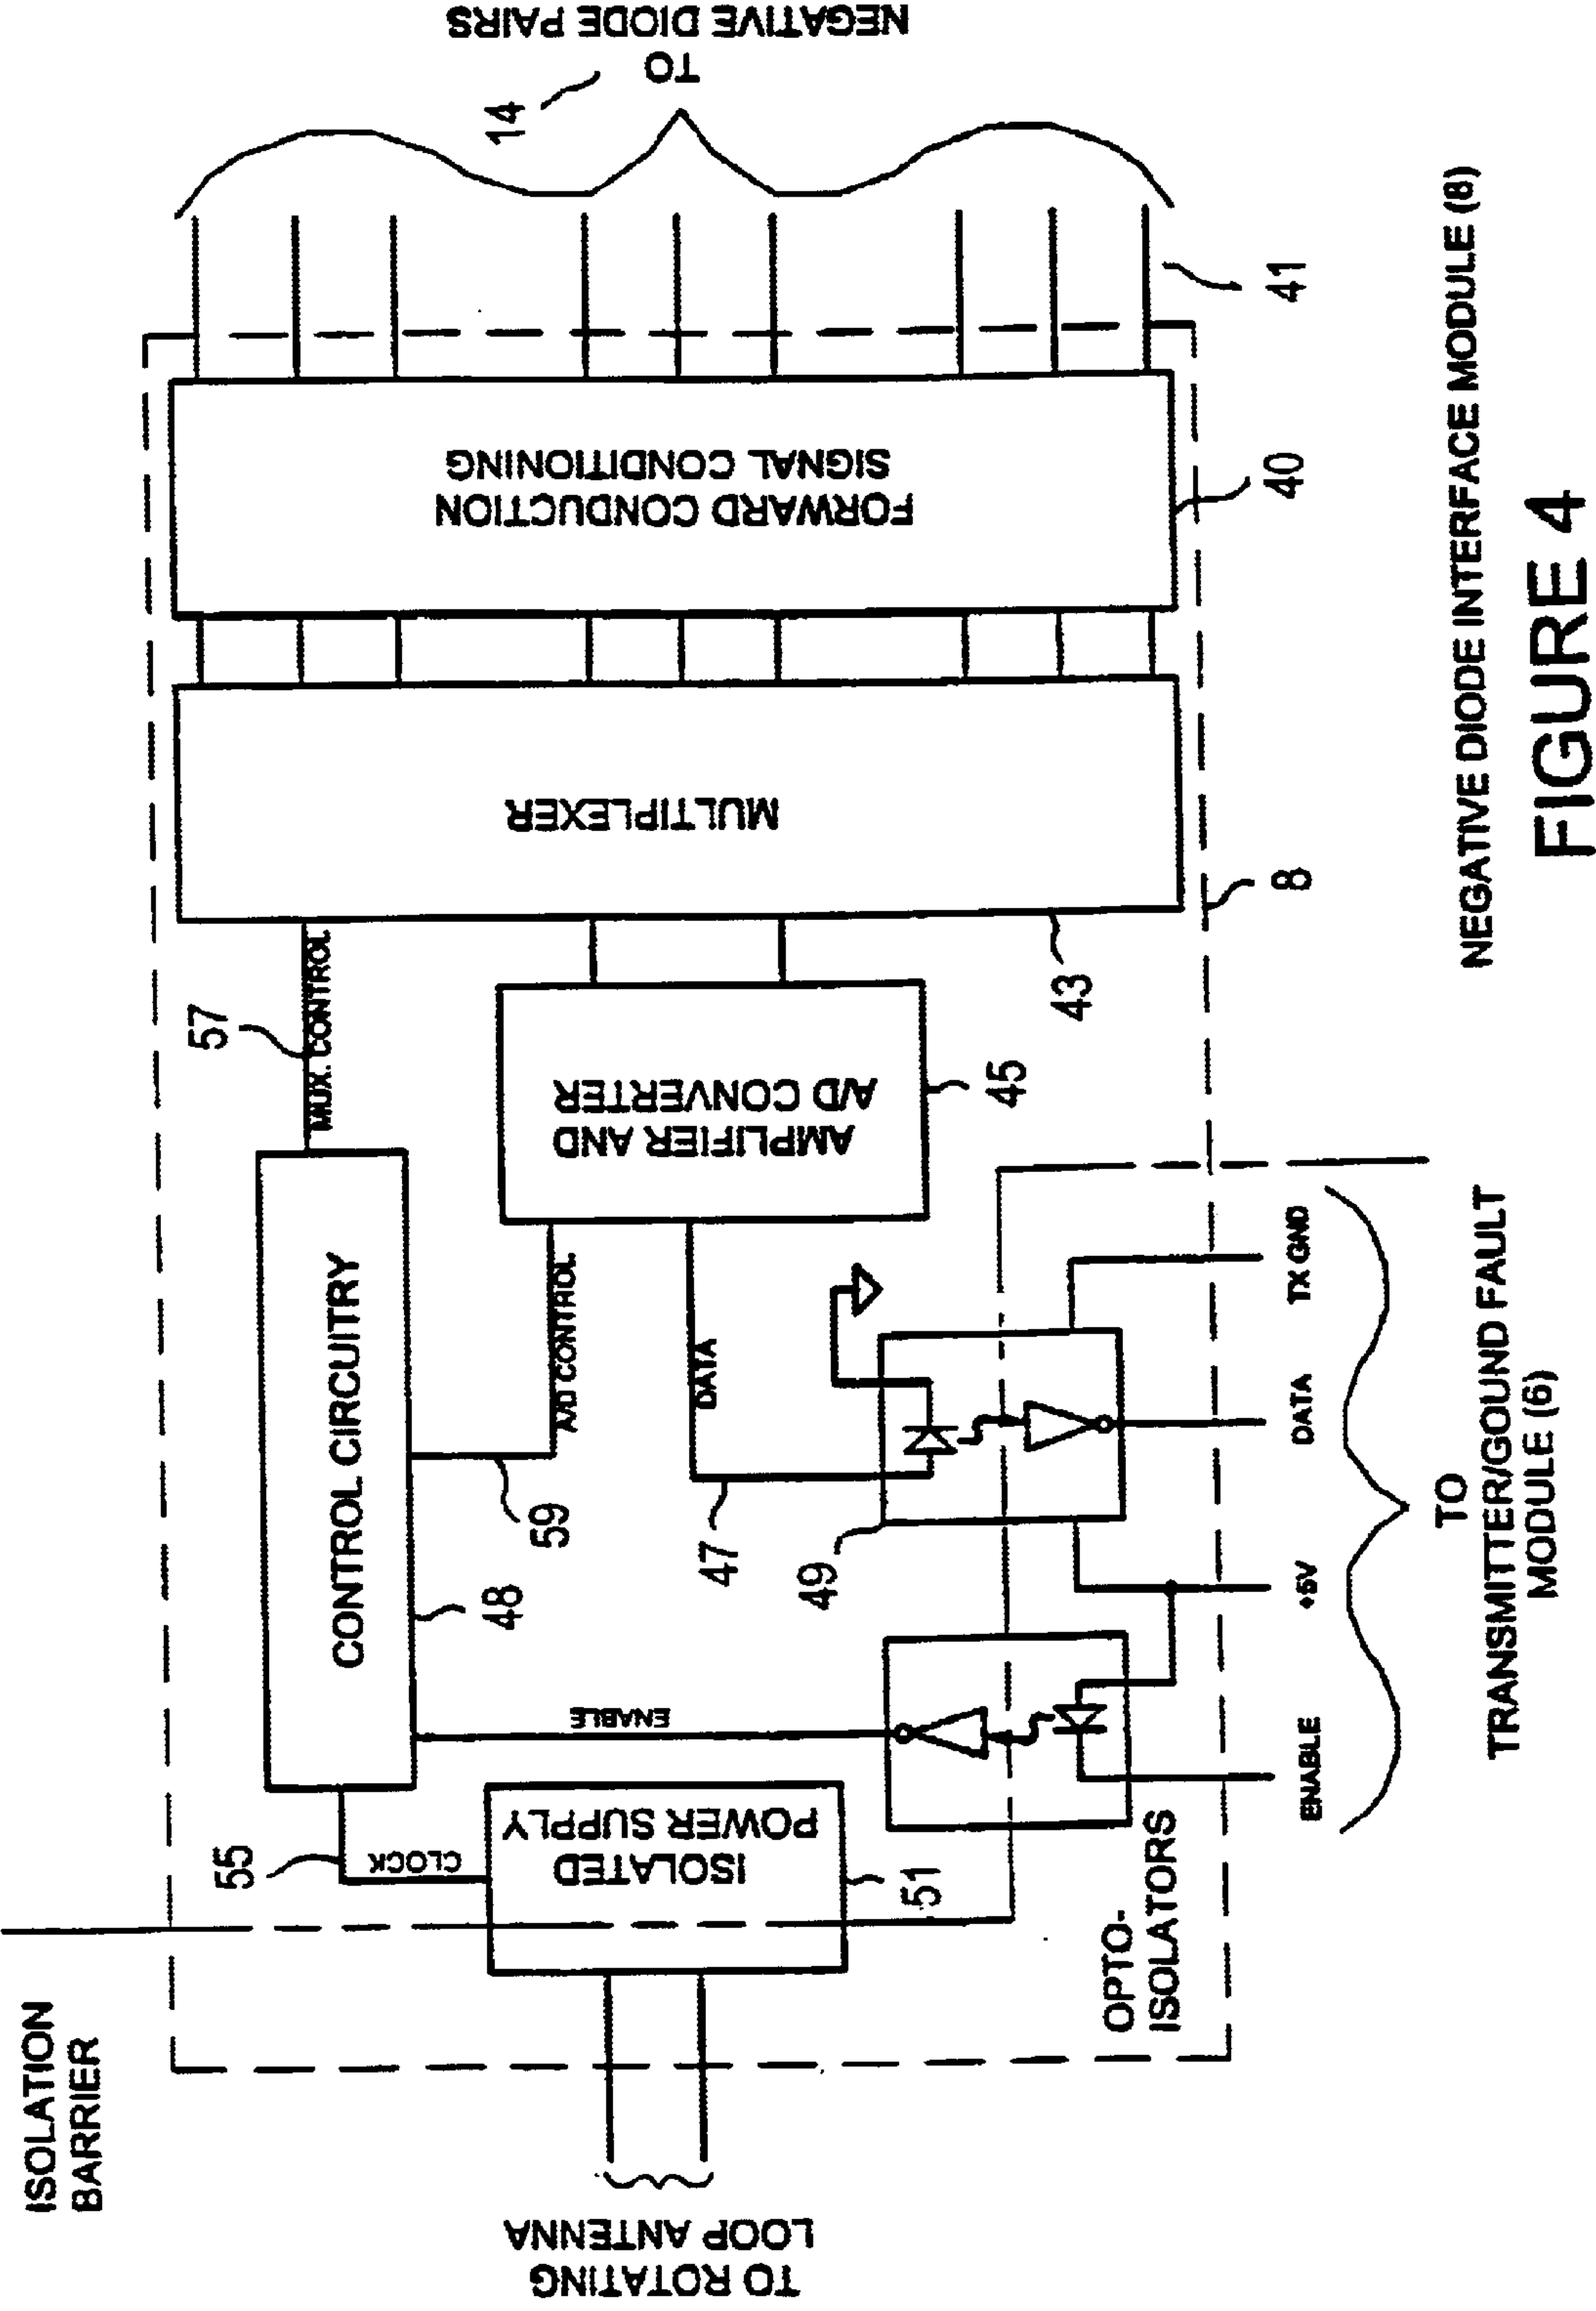 ISOLATION
BARRIER
TO ROTATING
LOOP ANTENNA
55
CLOCK
ISOLATED
POWER SUPPLY
51
CONTROL CIRCUITRY
48
ENABLE
OPTO-
ISOLATORS
57
MUX. CONTROL
59
A/D CONTROL
47
DATA
49
AMPLIFIER AND
A/D CONVERTER
45
MULTIPLEXER
43
FORWARD CONDUCTION
SIGNAL CONDITIONING
40
41
14
TO
NEGATIVE DIODE PAIRS
8
ENABLE
+5V
DATA
TX GND
TO
TRANSMITTER/GOUND FAULT
MODULE (6)
NEGATIVE DIODE INTERFACE MODULE (8)
FIGURE 4